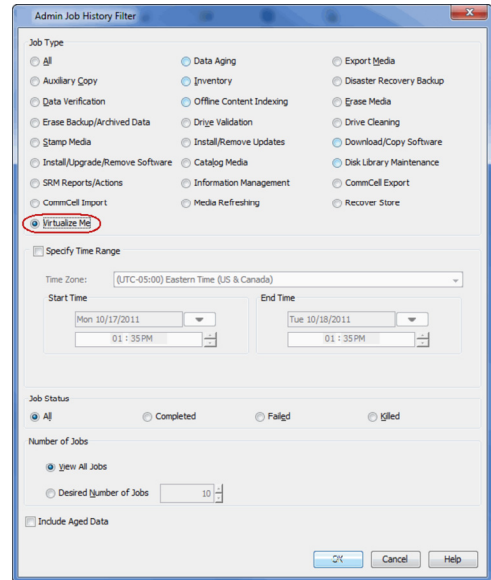 Admin Job History Filter
Job Type
All Data Aging Export Media
Auxiliary Copy Inventory Disaster Recovery Backup
Data Verification Offline Content Indexing Erase Media
Erase Backup/Archived Data Drive Validation Drive Cleaning
Stamp Media Install/Remove Updates Download/Copy Software
Install/Upgrade/Remove Software Catalog Media Disk Library Maintenance
SRM Reports/Actions Information Management CommCell Export
CommCell Import Media Refreshing Recover Store
Virtualize Me
Specify Time Range
Time Zone: (UTC-05:00) Eastern Time (US & Canada)
Start Time End Time
Mon 10/17/2011 Tue 10/18/2011
01 : 35 PM 01 : 35 PM
Job Status
All Completed Failed Killed
Number of Jobs
View All Jobs
Desired Number of Jobs 10
Include Aged Data
OK Cancel Help